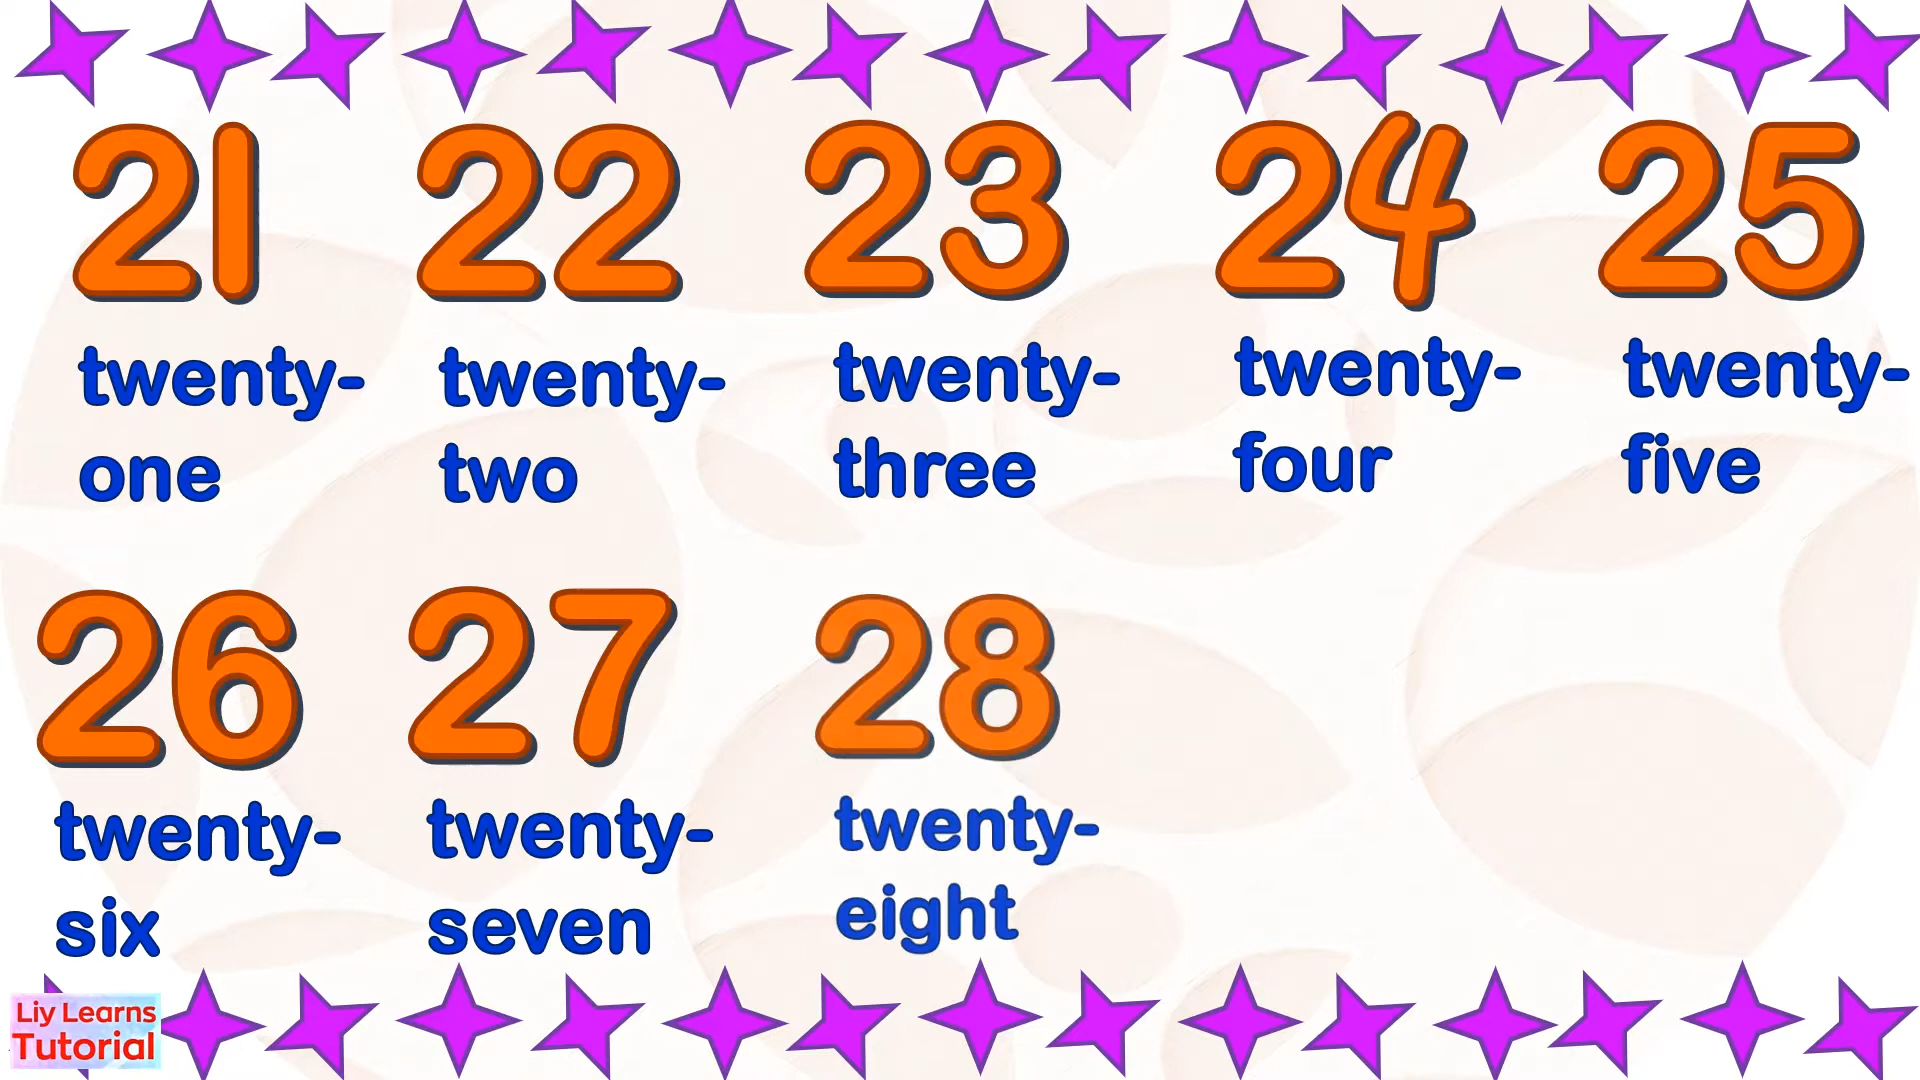 21 22 23 24 25
twenty- twenty- twenty- twenty- twenty-
one two three four five
26 27 28
twenty- twenty- twenty-
six seven eight
Liy Learns
Tutorial